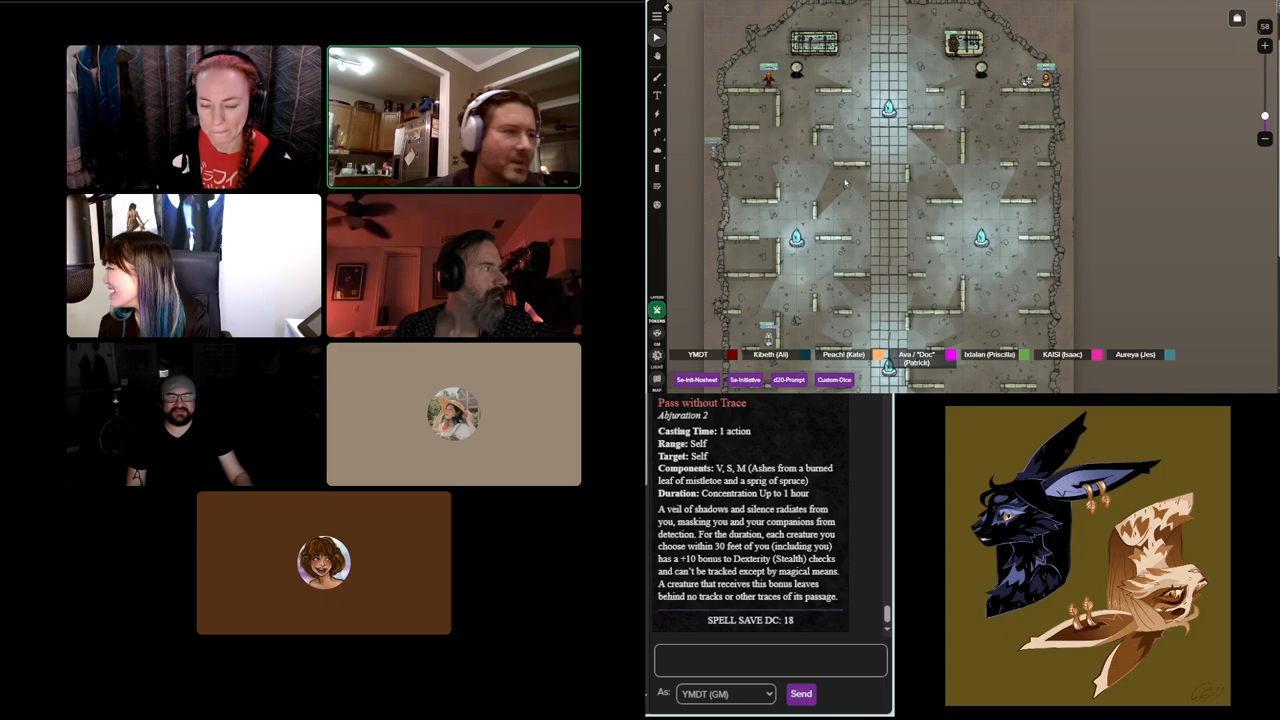 58
LAYERS
TOKENS
GM
LIGHT
MAP
YMDT
Kibeth (Ali)
Peach! (Kate)
Ava / "Doc" (Patrick)
Ixtalan (Priscilla)
KAISI (Isaac)
Aureya (Jes)
5e-Init-Nosheet
5e-Initiative
d20-Prompt
Custom-Dice
Pass without Trace
Abjuration 2
Casting Time: 1 action
Range: Self
Target: Self
Components: V, S, M (Ashes from a burned
leaf of mistletoe and a sprig of spruce)
Duration: Concentration Up to 1 hour
A veil of shadows and silence radiates from
you, masking you and your companions from
detection. For the duration, each creature you
choose within 30 feet of you (including you)
has a +10 bonus to Dexterity (Stealth) checks
and can't be tracked except by magical means.
A creature that receives this bonus leaves
behind no tracks or other traces of its passage.
SPELL SAVE DC: 18
As:
YMDT (GM)
Send